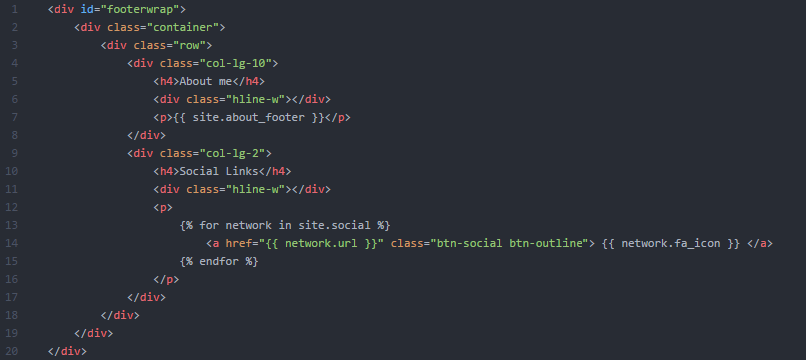 1 <div id="footerwrap">
2 <div class="container">
3 <div class="row">
4 <div class="col-lg-10">
5 <h4>About me</h4>
6 <div class="hline-w"></div>
7 <p>{{ site.about_footer }}</p>
8 </div>
9 <div class="col-lg-2">
10 <h4>Social Links</h4>
11 <div class="hline-w"></div>
12 <p>
13 {% for network in site.social %}
14 <a href="{{ network.url }}" class="btn-social btn-outline"> {{ network.fa_icon }} </a>
15 {% endfor %}
16 </p>
17 </div>
18 </div>
19 </div>
20 </div>